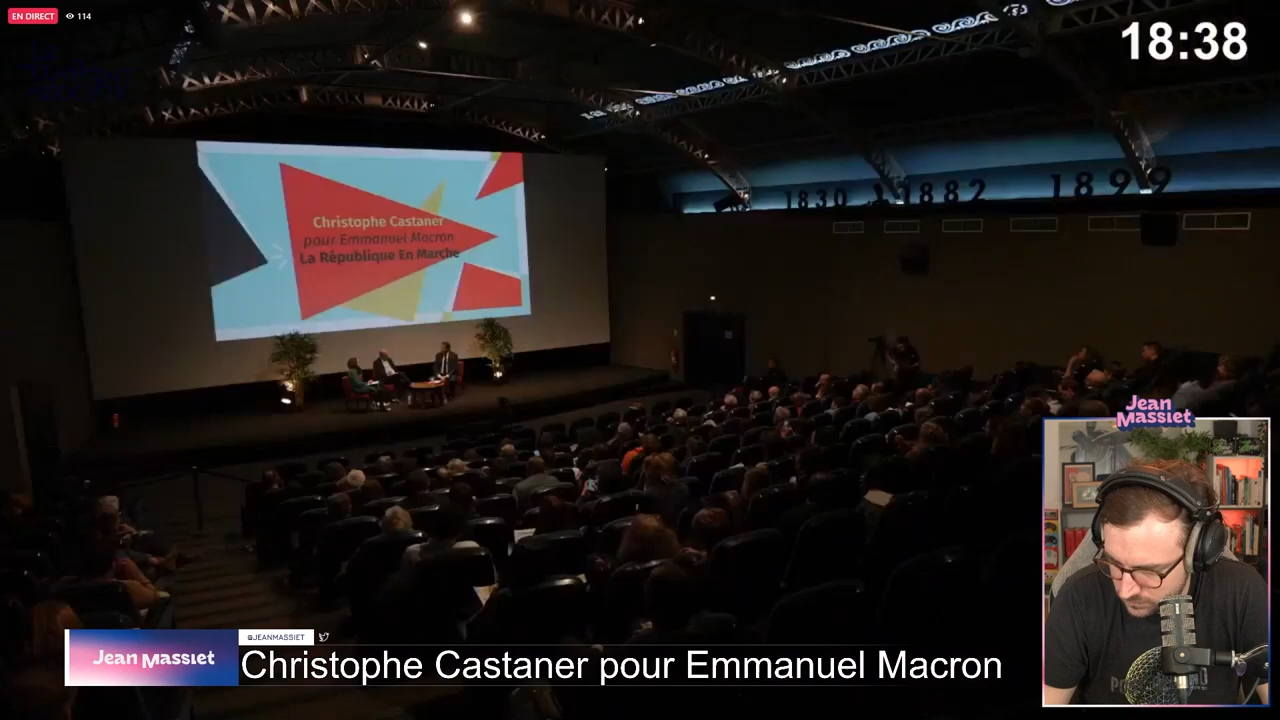 EN DIRECT
114
18:38
1830
1882
1899
Christophe Castaner
pour Emmanuel Macron
La République En Marche
Jean
Massiet
@JEANMASSIET
Jean Massiet
Christophe Castaner pour Emmanuel Macron